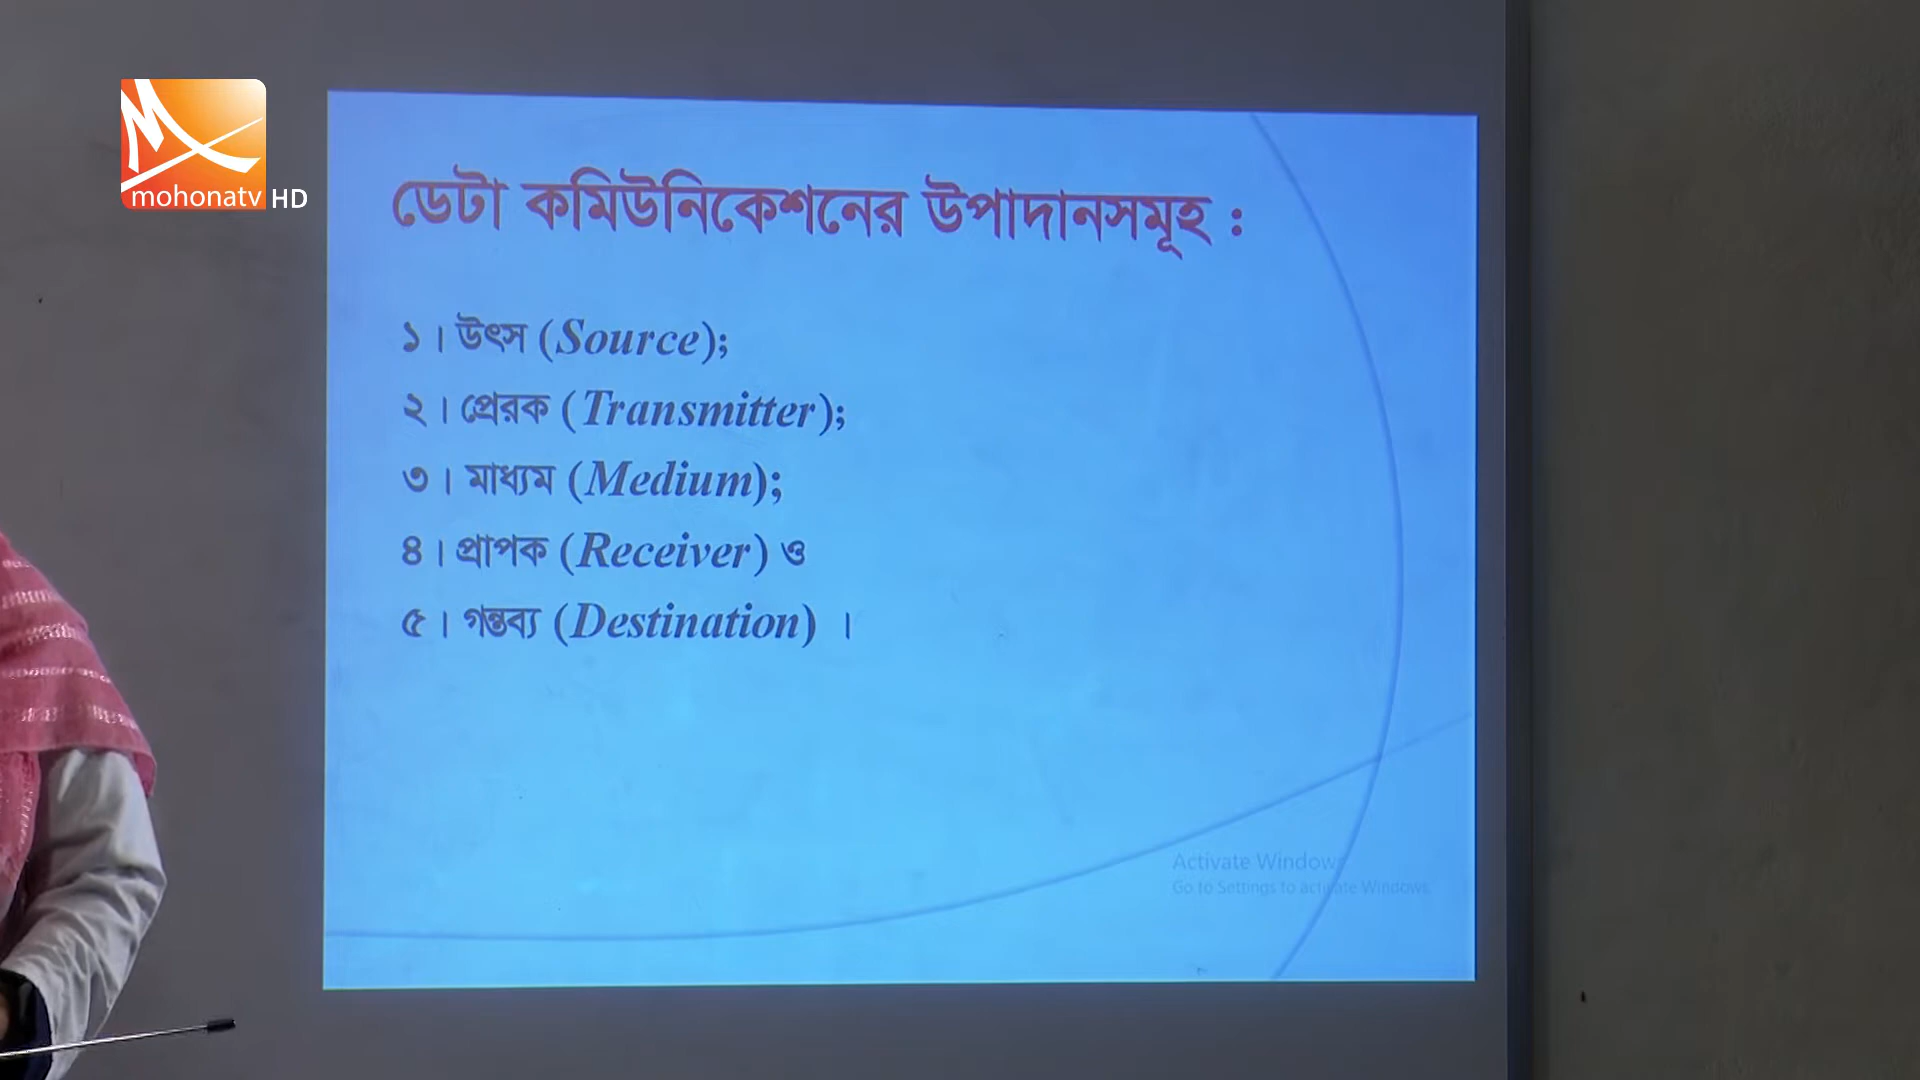 mohonatv HD
ডেটা কমিউনিকেশনের উপাদানসমূহ :
১। উৎস (Source);
২। প্রেরক (Transmitter);
৩। মাধ্যম (Medium);
৪। প্রাপক (Receiver) ও
৫। গন্তব্য (Destination) ।
Activate Windows
Go to Settings to activate Windows.